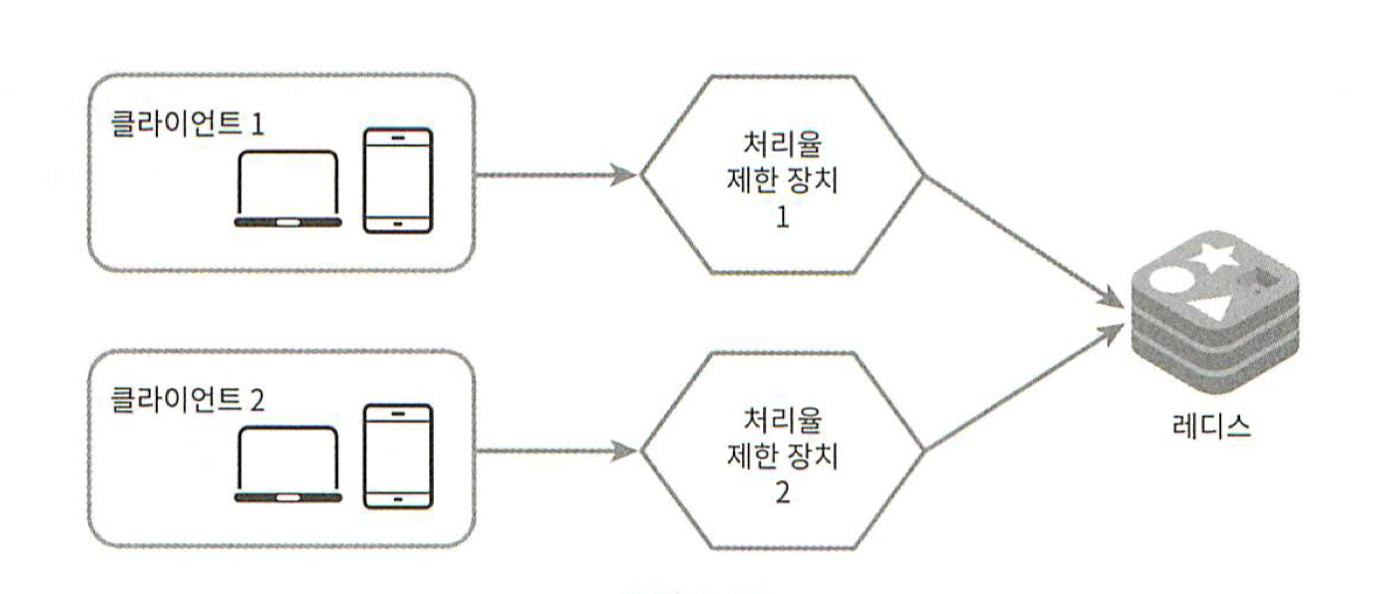 클라이언트 1
처리율
제한 장치
1
클라이언트 2
처리율
제한 장치
2
레디스